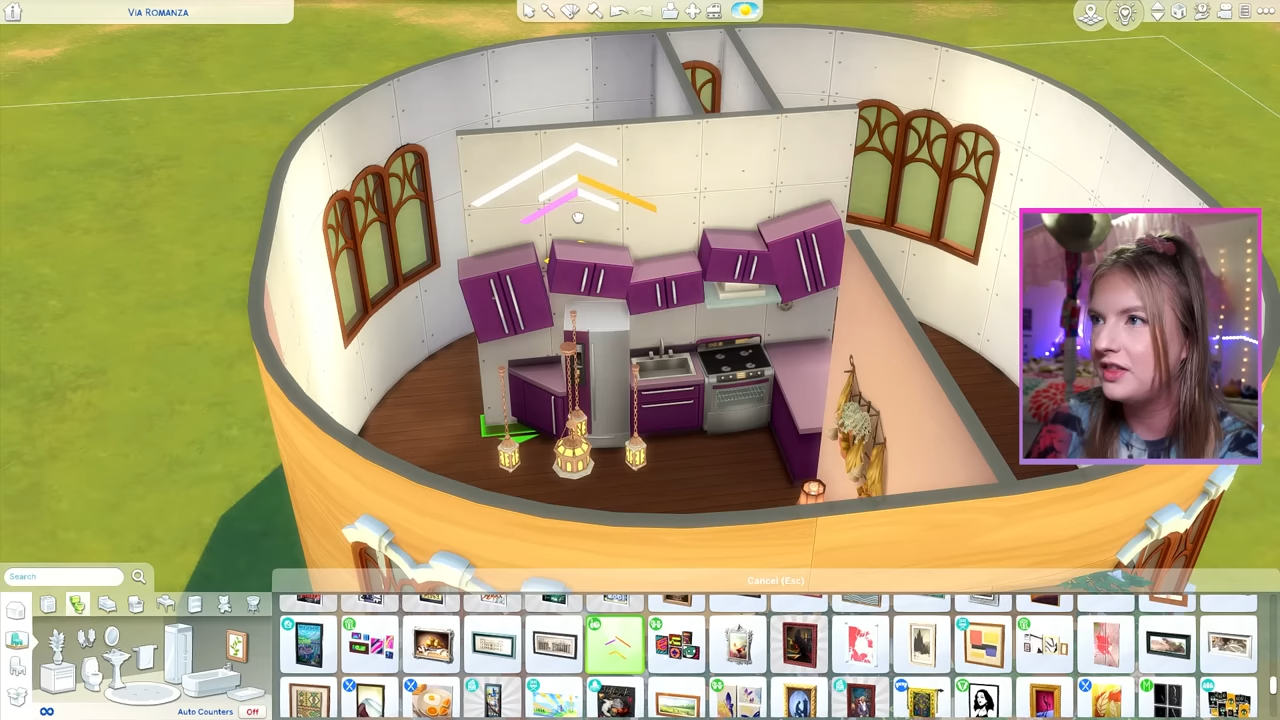 VIA ROMANZA
Search
Cancel (Esc)
Auto Counters
Off